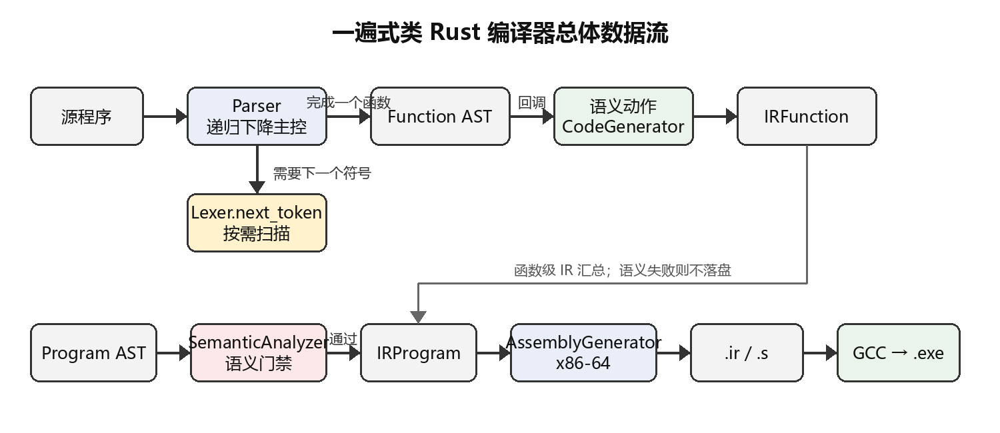 一遍式类 Rust 编译器总体数据流
源程序
Parser
递归下降主控
完成一个函数
Function AST
回调
语义动作
CodeGenerator
IRFunction
需要下一个符号
Lexer.next_token
按需扫描
函数级 IR 汇总；语义失败则不落盘
Program AST
SemanticAnalyzer
语义门禁
通过
IRProgram
AssemblyGenerator
x86-64
.ir / .s
GCC → .exe